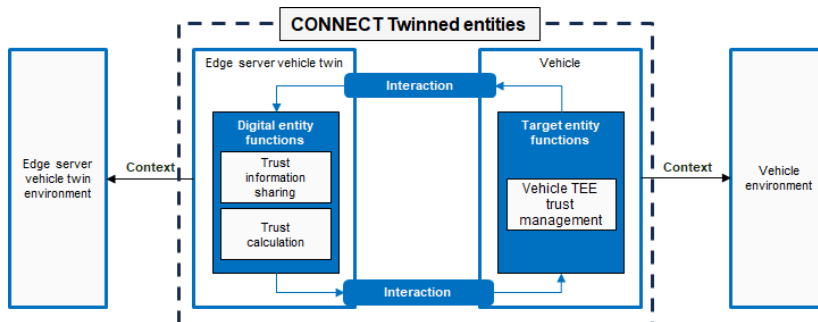 CONNECT Twinned entities
Edge server vehicle twin
Vehicle
Interaction
Digital entity
functions
Target entity
functions
Trust
information
sharing
Trust
calculation
Vehicle TEE
trust
management
Edge server
vehicle twin
environment
Context
Context
Vehicle
environment
Interaction